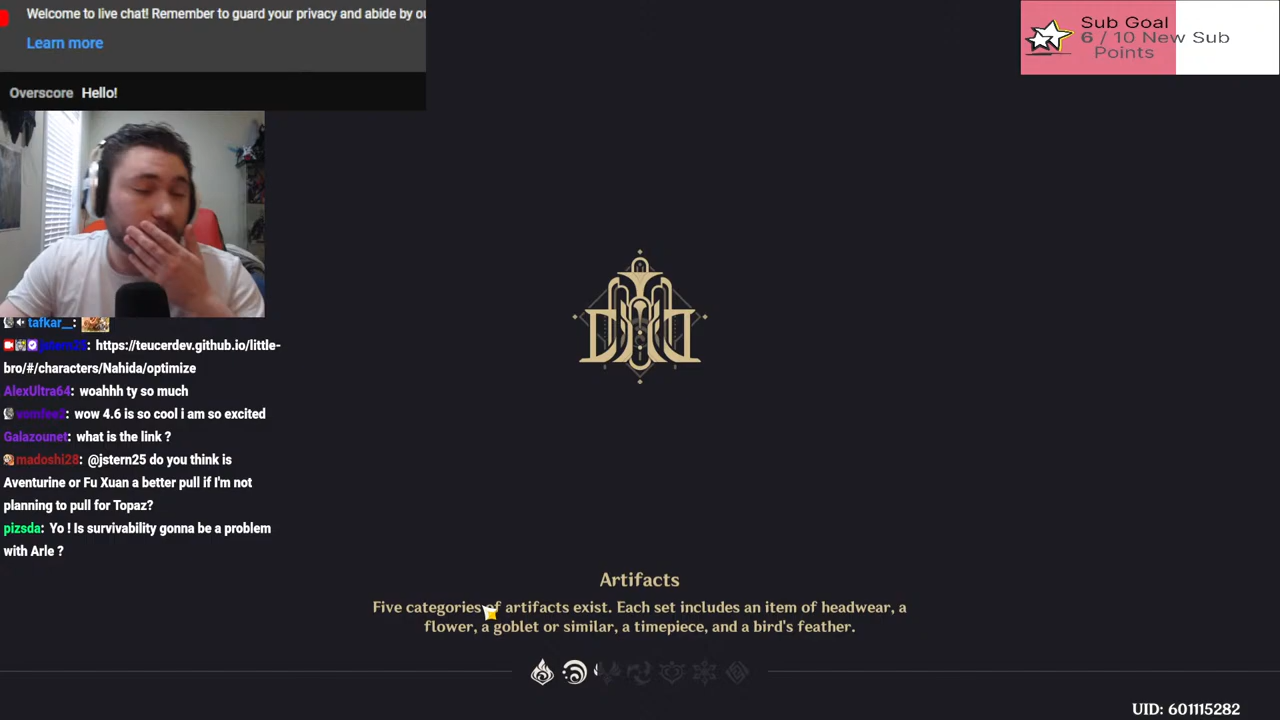 Welcome to live chat! Remember to guard your privacy and abide by ou
Learn more
Overscore Hello!
Sub Goal
6 / 10 New Sub
Points
tafkar__:
jstern25: https://teucerdev.github.io/little-
bro/#/characters/Nahida/optimize
AlexUltra64: woahhh ty so much
wow 4.6 is so cool i am so excited
Galazounet: what is the link ?
madoshi28: @jstern25 do you think is
Aventurine or Fu Xuan a better pull if I'm not
planning to pull for Topaz?
pizsda: Yo ! Is survivability gonna be a problem
with Arle ?
Artifacts
Five categories of artifacts exist. Each set includes an item of headwear, a
flower, a goblet or similar, a timepiece, and a bird's feather.
UID: 601115282